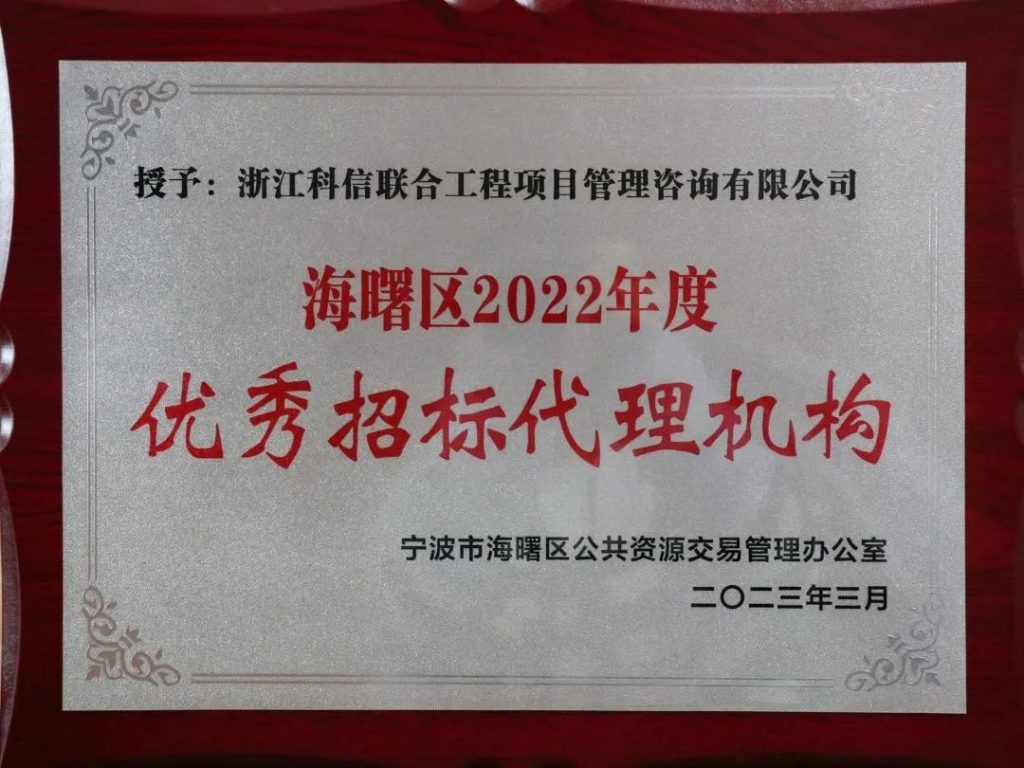 授予：浙江科信联合工程项目管理咨询有限公司
海曙区2022年度
优秀招标代理机构
宁波市海曙区公共资源交易管理办公室
二〇二三年三月